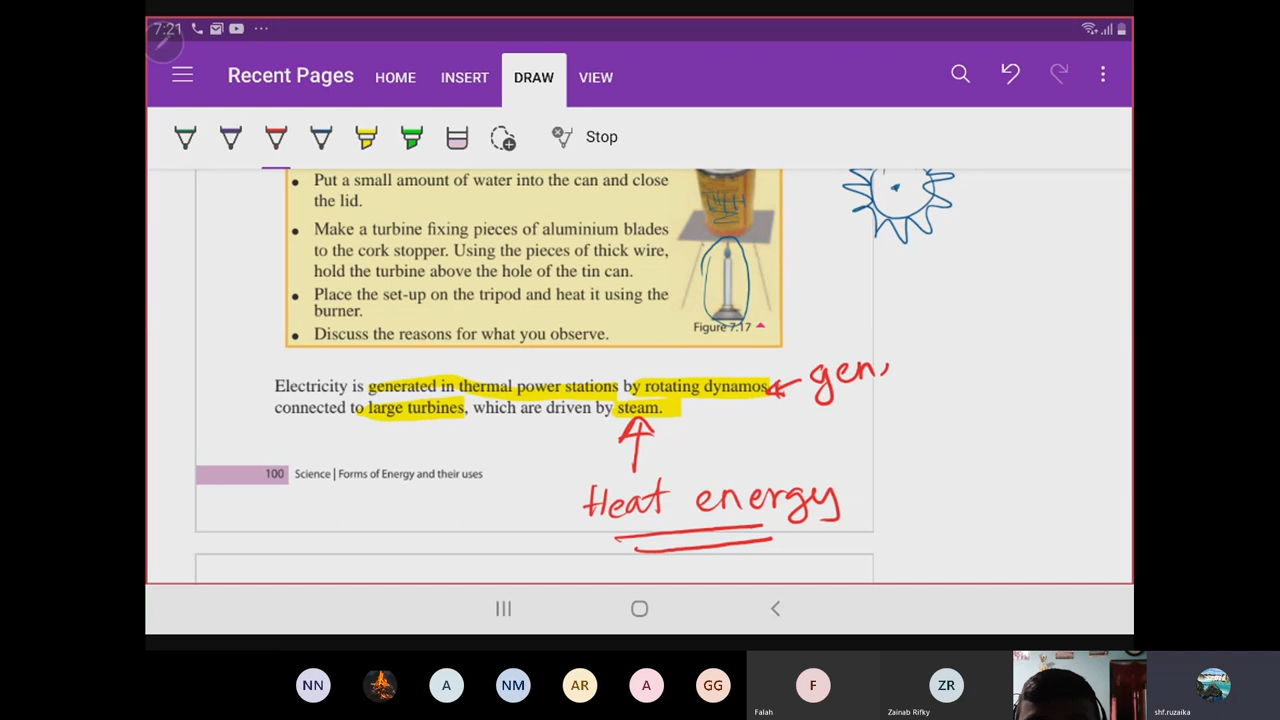 7:21
Recent Pages HOME INSERT DRAW VIEW
Stop
• Put a small amount of water into the can and close
the lid.
• Make a turbine fixing pieces of aluminium blades
to the cork stopper. Using the pieces of thick wire,
hold the turbine above the hole of the tin can.
• Place the set-up on the tripod and heat it using the
burner.
• Discuss the reasons for what you observe.
Figure 7.17
Electricity is generated in thermal power stations by rotating dynamos
gen,
connected to large turbines, which are driven by steam.
100 Science | Forms of Energy and their uses
Heat energy
NN A NM AR A GG F ZR
Falah Zainab Rifky shf.ruzaika